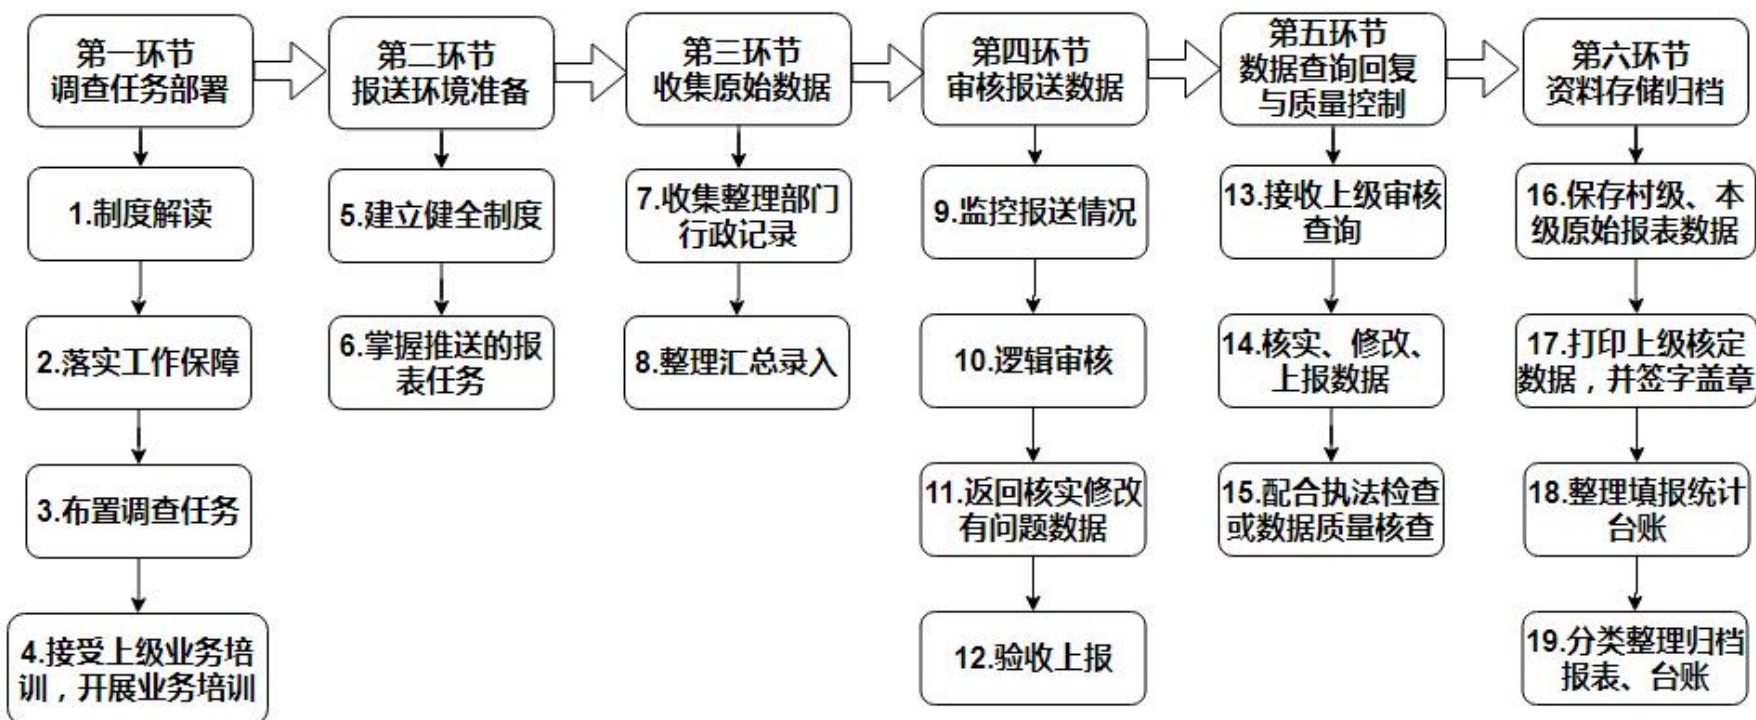 第一环节
调查任务部署
1.制度解读
2.落实工作保障
3.布置调查任务
4.接受上级业务培
训，开展业务培训
第二环节
报送环境准备
5.建立健全制度
6.掌握推送的报
表任务
第三环节
收集原始数据
7.收集整理部门
行政记录
8.整理汇总录入
第四环节
审核报送数据
9.监控报送情况
10.逻辑审核
11.返回核实修改
有问题数据
12.验收上报
第五环节
数据查询回复
与质量控制
13.接收上级审核
查询
14.核实、修改、
上报数据
15.配合执法检查
或数据质量核查
第六环节
资料存储归档
16.保存村级、本
级原始报表数据
17.打印上级核定
数据，并签字盖章
18.整理填报统计
台账
19.分类整理归档
报表、台账